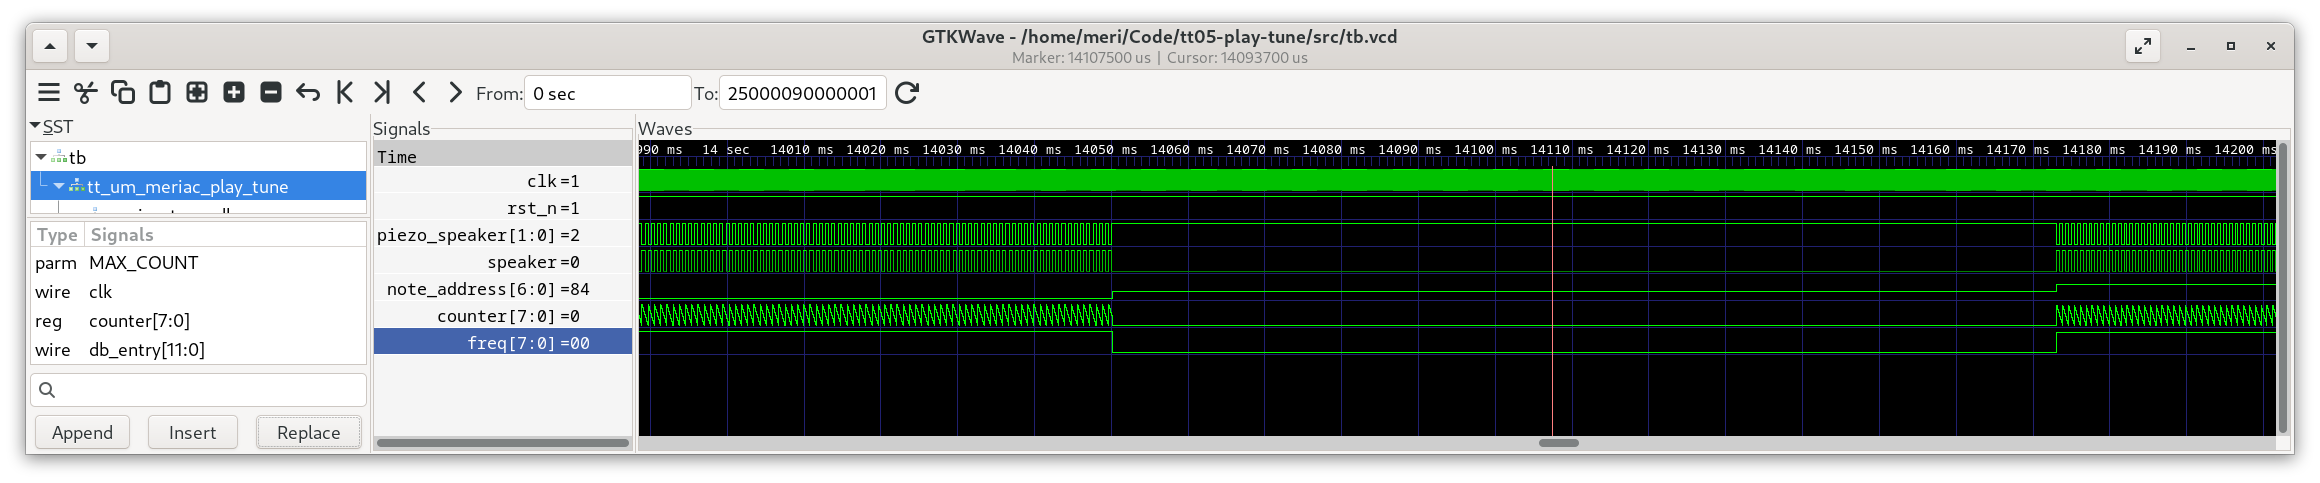 GTKWave - /home/meri/Code/tt05-play-tune/src/tb.vcd
Marker: 14107500 us | Cursor: 14093700 us
From: 0 sec To: 25000090000001
SST
tb
tt_um_meriac_play_tune
Type Signals
parm MAX_COUNT
wire clk
reg counter[7:0]
wire db_entry[11:0]
Append Insert Replace
Signals
Time
clk=1
rst_n=1
piezo_speaker[1:0]=2
speaker=0
note_address[6:0]=84
counter[7:0]=0
freq[7:0]=00
Waves
990 ms 14 sec 14010 ms 14020 ms 14030 ms 14040 ms 14050 ms 14060 ms 14070 ms 14080 ms 14090 ms 14100 ms 14110 ms 14120 ms 14130 ms 14140 ms 14150 ms 14160 ms 14170 ms 14180 ms 14190 ms 14200 ms